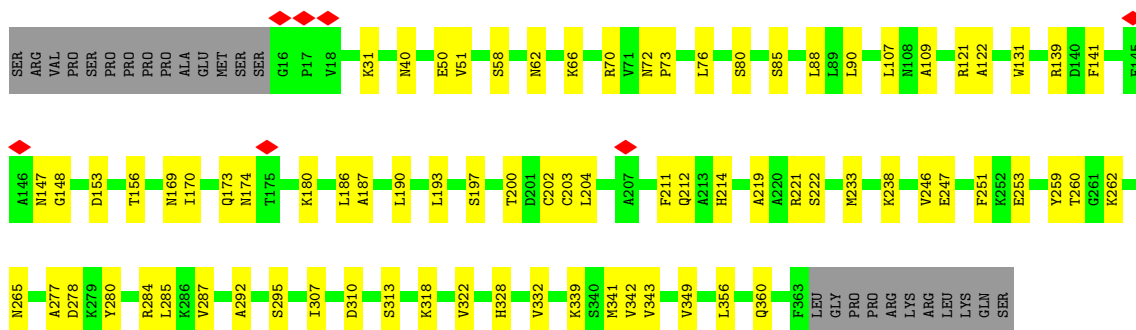 SER ARG VAL PRO SER PRO PRO PRO PRO ALA GLU MET SER SER G16 P17 V18 K31 N40 E50 V51 S58 N62 K66 R70 V71 N72 P73 L76 S80 S85 L88 L89 L90 L107 N108 A109 R121 A122 W131 R139 D140 F141 E145
A146 N147 G148 D153 T156 N169 I170 Q173 N174 T175 K180 L186 A187 L190 L193 S197 T200 D201 C202 C203 L204 A207 F211 Q212 A213 H214 A219 A220 R221 S222 M233 K238 V246 E247 F251 K252 E253 Y259 T260 G261 K262
N265 A277 D278 K279 Y280 R284 L285 K286 V287 A292 S295 I307 D310 S313 K318 V322 H328 V332 K339 S340 M341 V342 V343 V349 L356 Q360 F363 LEU GLY PRO PRO ARG LYS ARG LEU LYS GLN SER